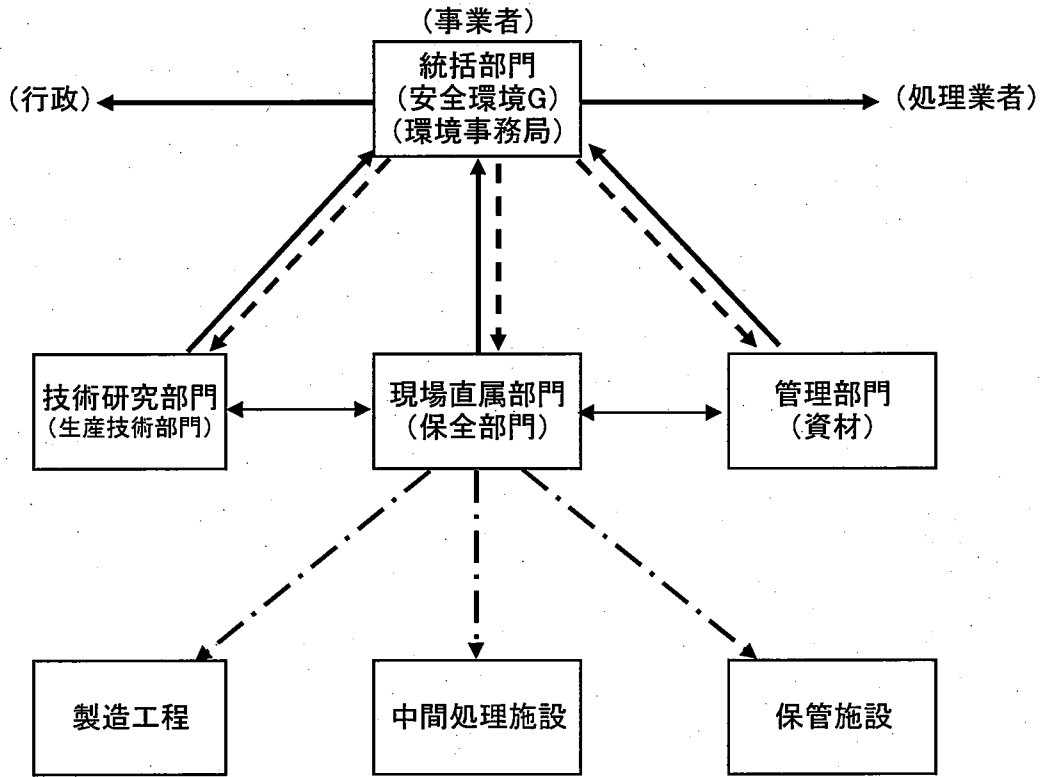 （事業者）
統括部門
（安全環境G）
（環境事務局）
（行政）
（処理業者）
技術研究部門
（生産技術部門）
現場直属部門
（保全部門）
管理部門
（資材）
製造工程
中間処理施設
保管施設